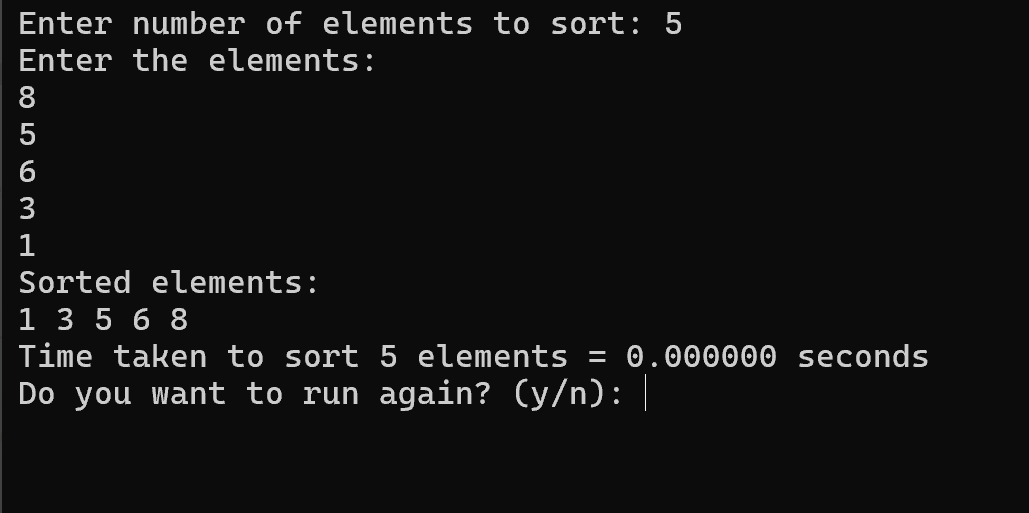 Enter number of elements to sort: 5
Enter the elements:
8
5
6
3
1
Sorted elements:
1 3 5 6 8
Time taken to sort 5 elements = 0.000000 seconds
Do you want to run again? (y/n):